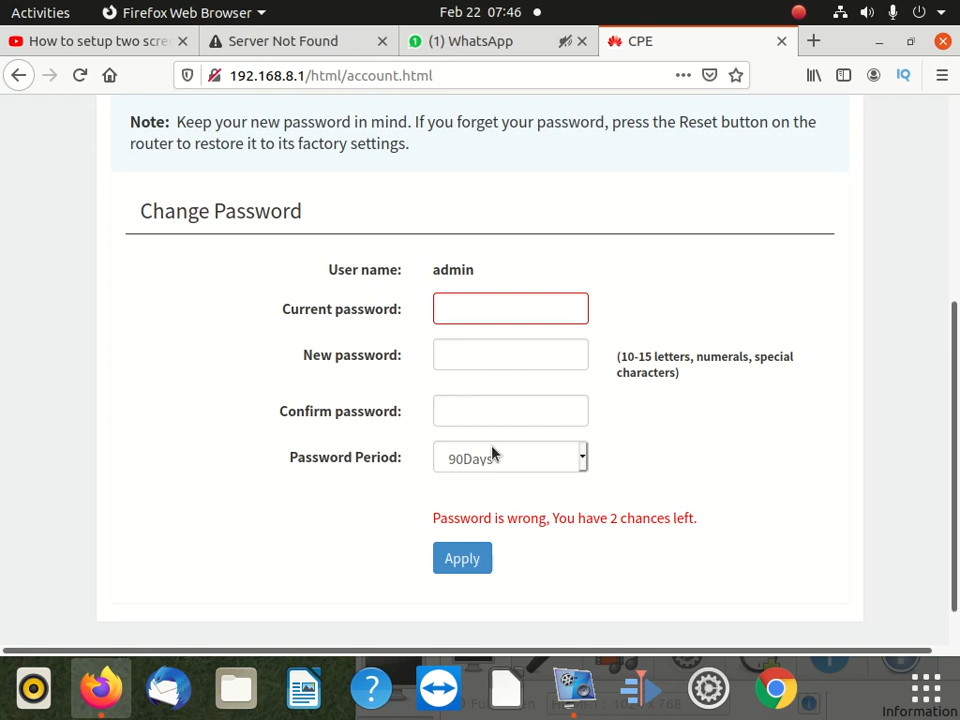 Activities Firefox Web Browser Feb 22 07:46
How to setup two scre Server Not Found (1) WhatsApp CPE
192.168.8.1/html/account.html
Note: Keep your new password in mind. If you forget your password, press the Reset button on the
router to restore it to its factory settings.
Change Password
User name: admin
Current password:
New password: (10-15 letters, numerals, special
characters)
Confirm password:
Password Period: 90Days
Password is wrong, You have 2 chances left.
Apply
Information